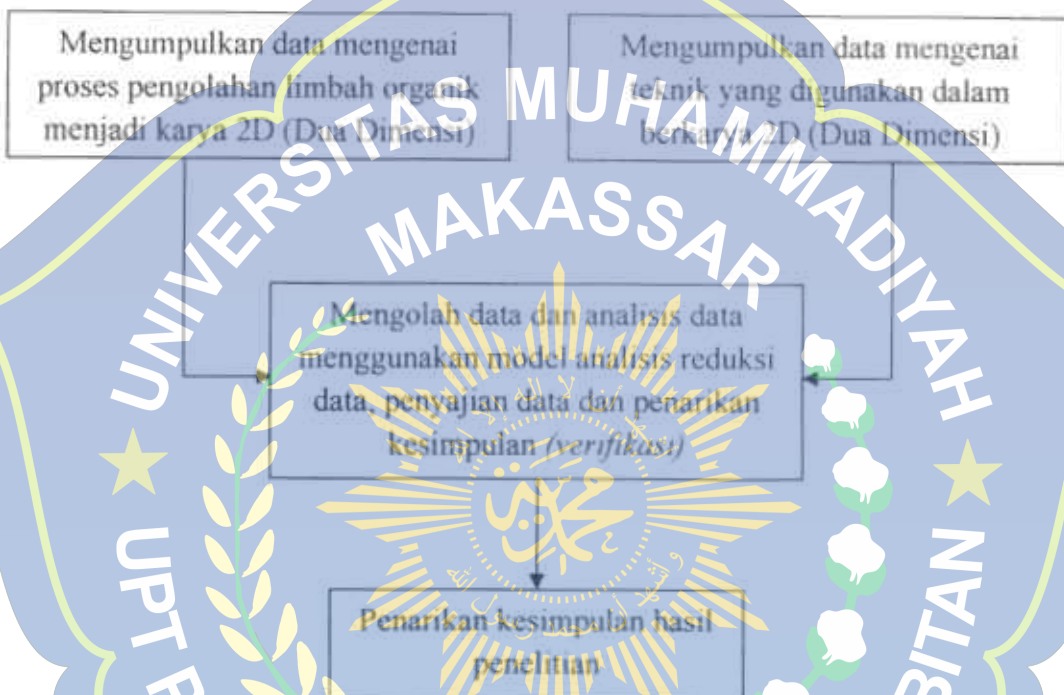 Mengumpulkan data mengenai
proses pengolahan limbah organik
menjadi karya 2D (Dua Dimensi)
Mengumpulkan data mengenai
teknik yang digunakan dalam
berkarya 2D (Dua Dimensi)
UNIVERSITAS MUHAMMADIYAH
MAKASSAR
Mengolah data dan analisis data
menggunakan model analisis reduksi
data, penyajian data dan penarikan
kesimpulan (verifikasi)
محمدية
UPT
Penarikan kesimpulan hasil
penelitian